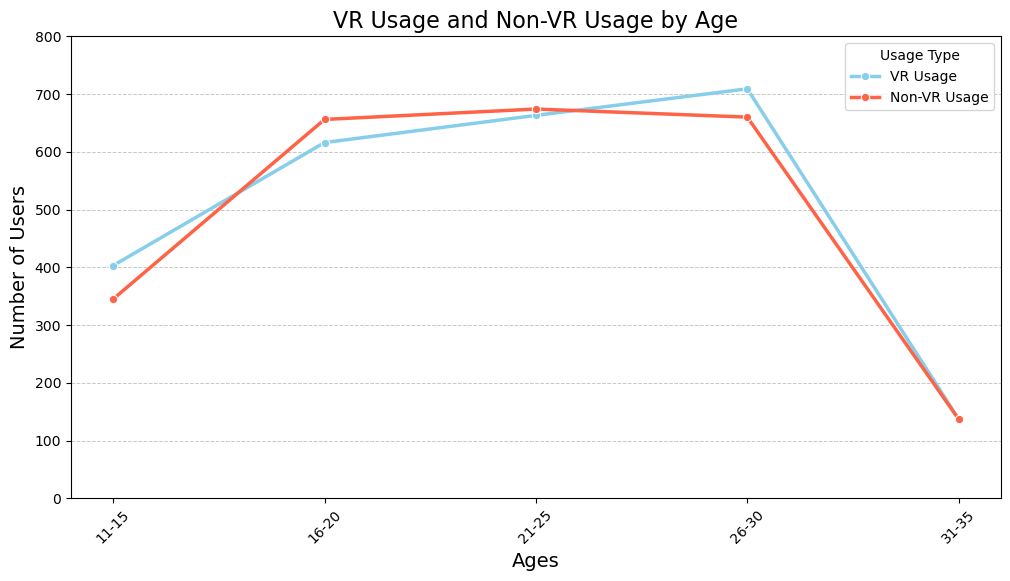 VR Usage and Non-VR Usage by Age
Usage Type
VR Usage
Non-VR Usage
Number of Users
800
700
600
500
400
300
200
100
0
11-15
16-20
21-25
26-30
31-35
Ages